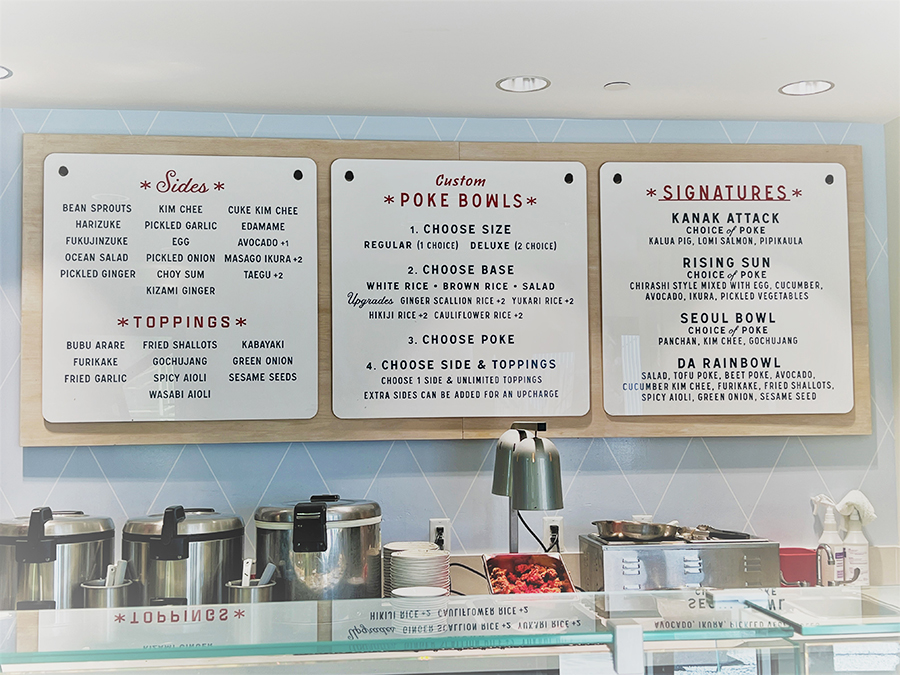 *Sides*
BEAN SPROUTS KIM CHEE CUKE KIM CHEE
HARIZUKE PICKLED GARLIC EDAMAME
FUKUJINZUKE EGG AVOCADO +1
OCEAN SALAD PICKLED ONION MASAGO IKURA +2
PICKLED GINGER CHOY SUM TAEGU +2
KIZAMI GINGER
*TOPPINGS*
BUBU ARARE FRIED SHALLOTS KABAYAKI
FURIKAKE GOCHUJANG GREEN ONION
FRIED GARLIC SPICY AIOLI SESAME SEEDS
WASABI AIOLI
Custom
*POKE BOWLS*
1. CHOOSE SIZE
REGULAR (1 CHOICE) DELUXE (2 CHOICE)
2. CHOOSE BASE
WHITE RICE • BROWN RICE • SALAD
Upgrades GINGER SCALLION RICE +2 YUKARI RICE +2
HIKIJI RICE +2 CAULIFLOWER RICE +2
3. CHOOSE POKE
4. CHOOSE SIDE & TOPPINGS
CHOOSE 1 SIDE & UNLIMITED TOPPINGS
EXTRA SIDES CAN BE ADDED FOR AN UPCHARGE
*SIGNATURES*
KANAK ATTACK
CHOICE of POKE
KALUA PIG, LOMI SALMON, PIPIKAULA
RISING SUN
CHOICE of POKE
CHIRASHI STYLE MIXED WITH EGG, CUCUMBER,
AVOCADO, IKURA, PICKLED VEGETABLES
SEOUL BOWL
CHOICE of POKE
PANCHAN, KIM CHEE, GOCHUJANG
DA RAINBOWL
SALAD, TOFU POKE, BEET POKE, AVOCADO,
CUCUMBER KIM CHEE, FURIKAKE, FRIED SHALLOTS,
SPICY AIOLI, GREEN ONION, SESAME SEED